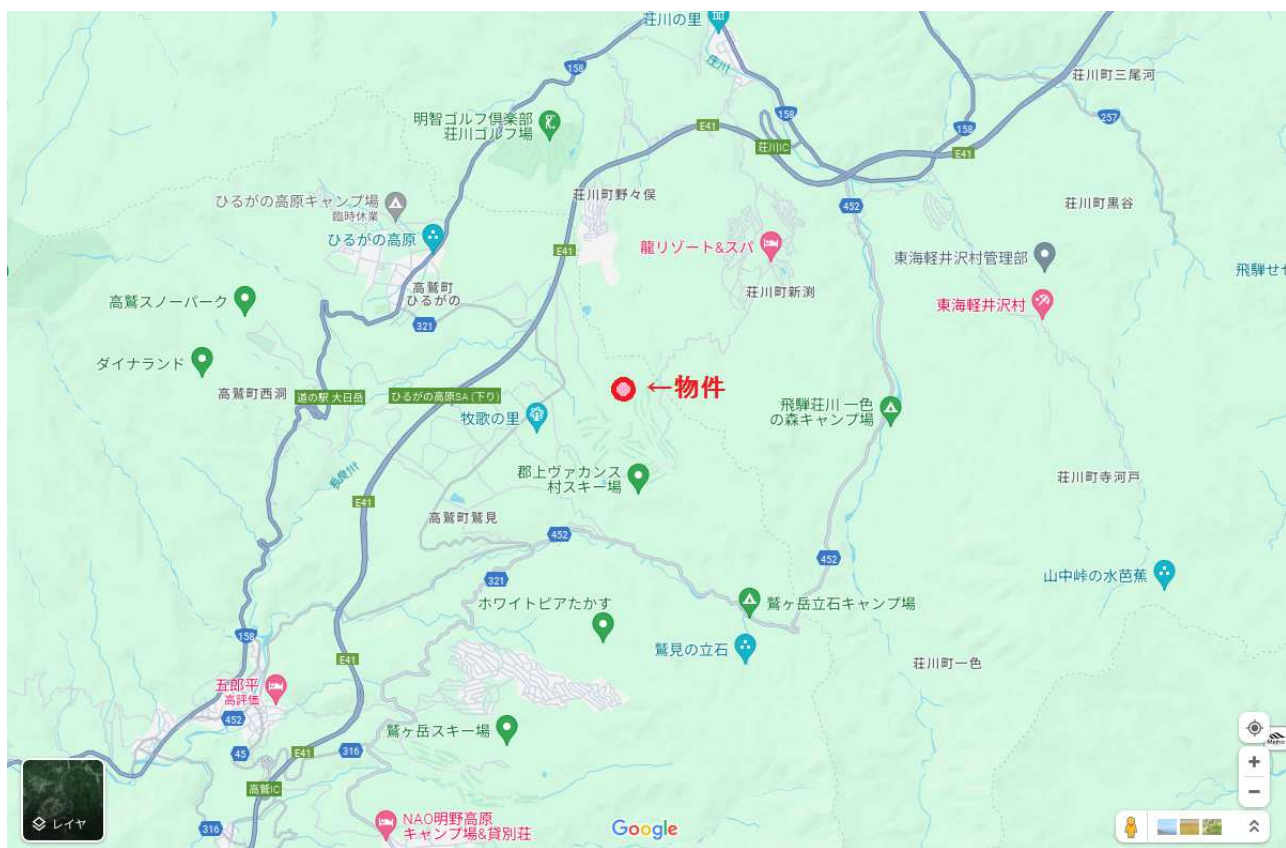 荘川の里
荘川
158
荘川町三尾河
明智ゴルフ倶楽部
荘川ゴルフ場
E41
158
257
荘川IC
158
E41
ひるがの高原キャンプ場
臨時休業
荘川町野々俣
452
荘川町黒谷
ひるがの高原
E41
龍リゾート&スパ
東海軽井沢村管理部
飛騨せせ
高鷲町
ひるがの
荘川町新渕
高鷲スノーパーク
東海軽井沢村
321
ダイナランド
高鷲町西洞
道の駅 大日岳
ひるがの高原SA (下り)
←物件
牧歌の里
飛騨荘川 一色
の森キャンプ場
長良川
郡上ヴァカンス
村スキー場
荘川町寺河戸
E41
高鷲町鷲見
452
452
山中峠の水芭蕉
321
ホワイトピアたかす
鷲ヶ岳立石キャンプ場
158
鷲見の立石
荘川町一色
E41
五郎平
高評価
452
鷲ヶ岳スキー場
45
E41
316
高鷲IC
レイヤ
316
NAO明野高原
キャンプ場&貸別荘
Google